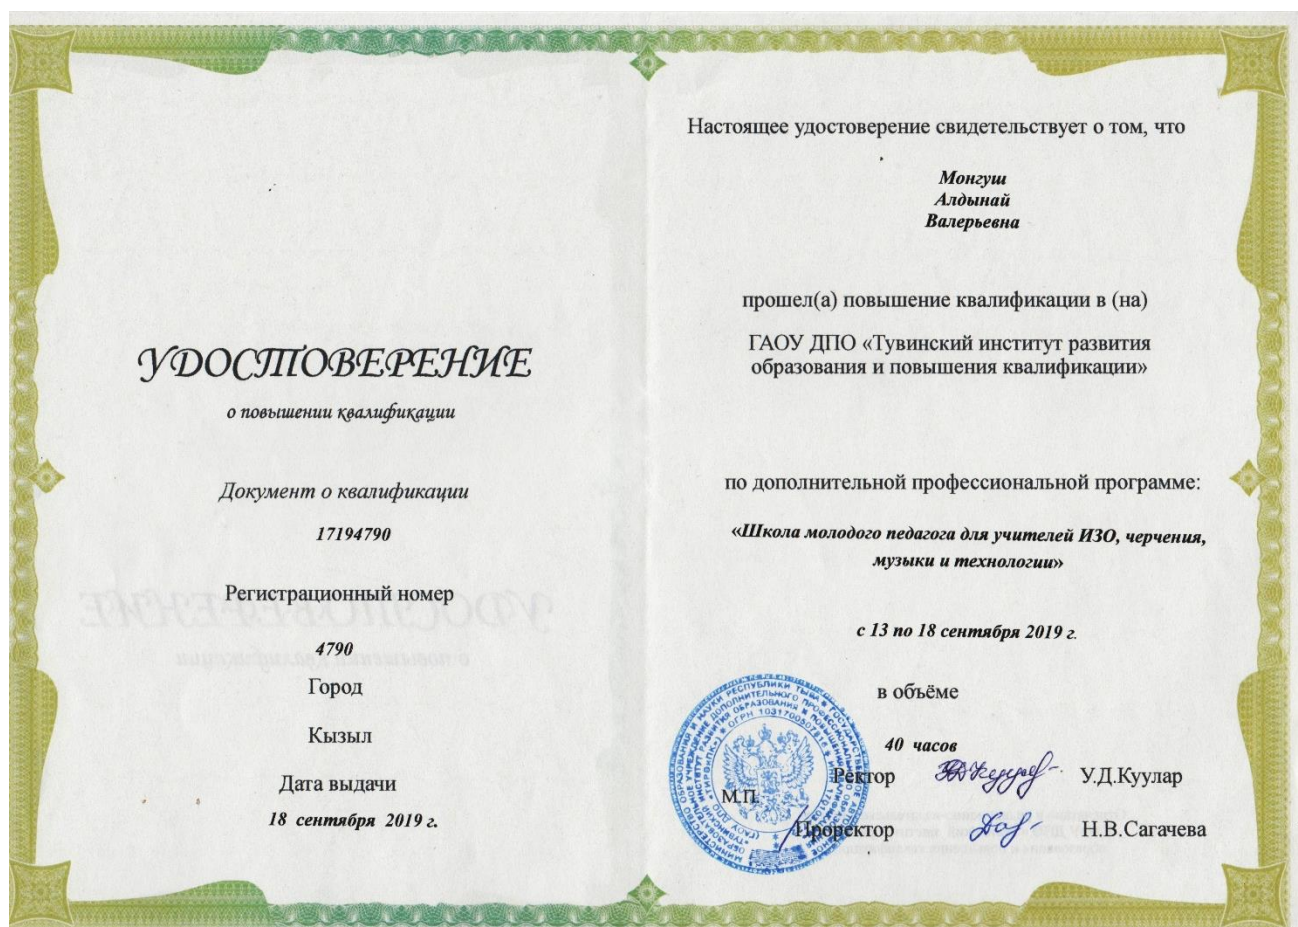 УДОСТОВЕРЕНИЕ
о повышении квалификации
Документ о квалификации
17194790
Регистрационный номер
4790
Город
Кызыл
Дата выдачи
18 сентября 2019 г.
Настоящее удостоверение свидетельствует о том, что
Монгуш
Алдынай
Валерьевна
прошел(а) повышение квалификации в (на)
ГАОУ ДПО «Тувинский институт развития
образования и повышения квалификации»
по дополнительной профессиональной программе:
«Школа молодого педагога для учителей ИЗО, черчения,
музыки и технологии»
с 13 по 18 сентября 2019 г.
в объёме
40 часов
Ректор У.Д.Куулар
М.П.
Проректор Н.В.Сагачева